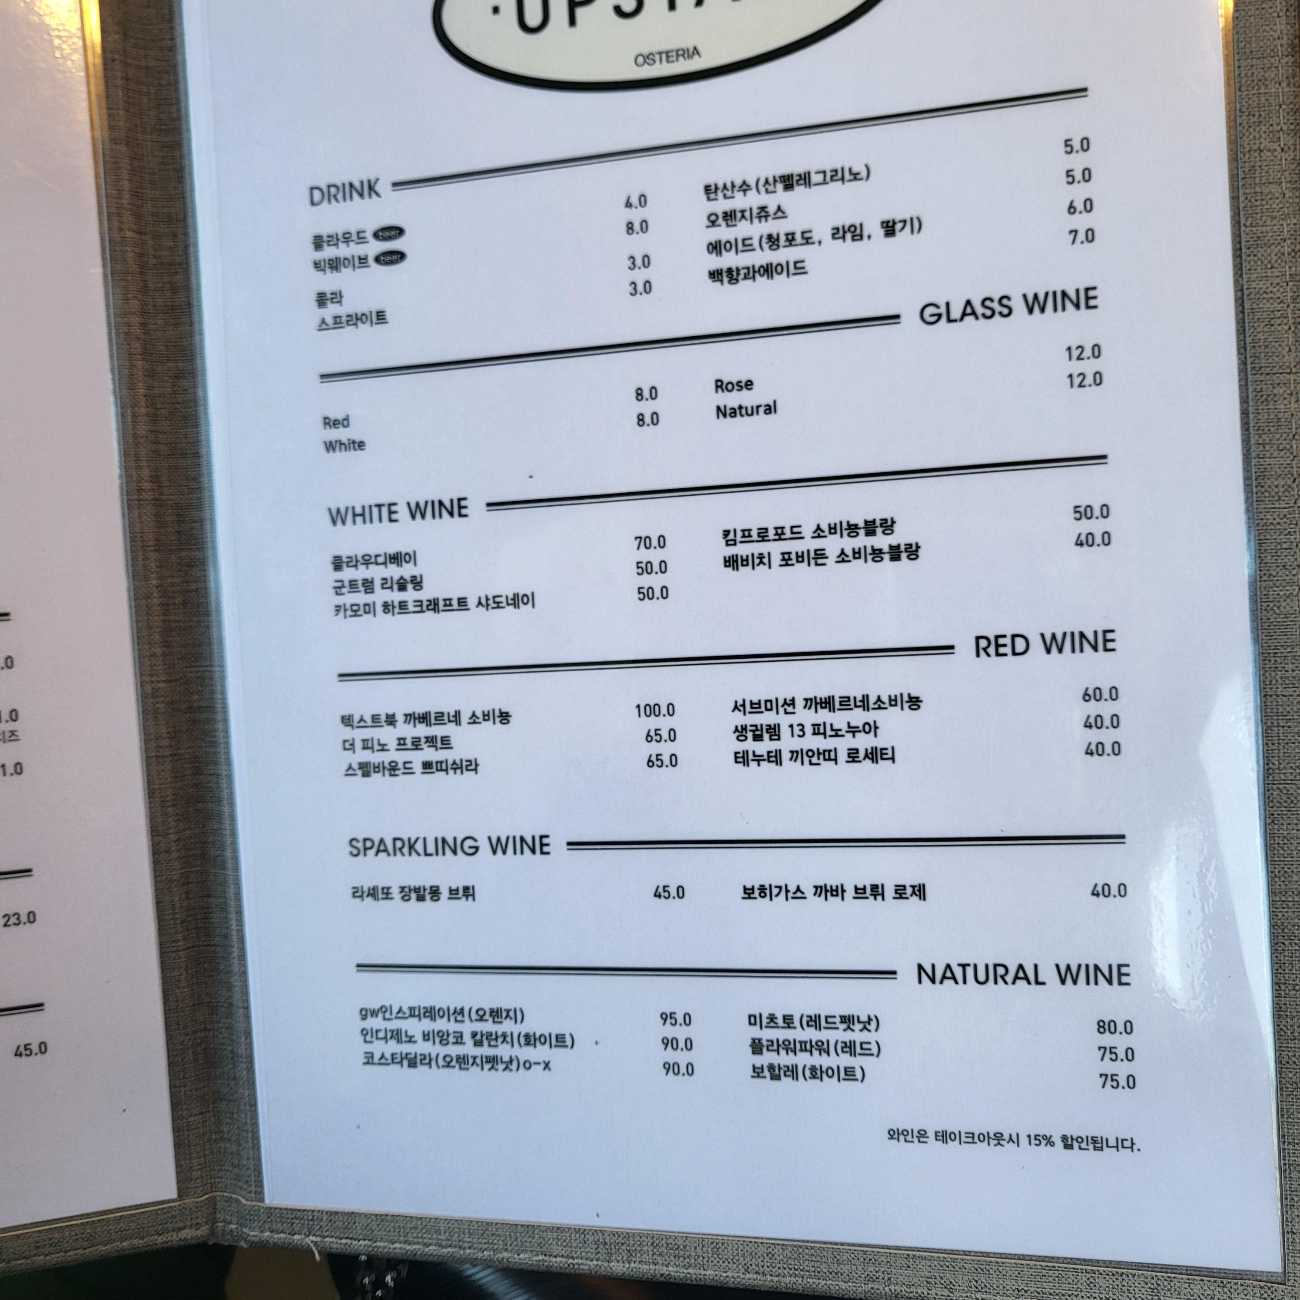 OSTERIA
DRINK
클라우드 beer 4.0
빅웨이브 beer 8.0
콜라 3.0
스프라이트 3.0
탄산수(산펠레그리노) 5.0
오렌지쥬스 5.0
에이드(청포도, 라임, 딸기) 6.0
백향과에이드 7.0
GLASS WINE
Red 8.0
White 8.0
Rose 12.0
Natural 12.0
WHITE WINE
클라우디베이 70.0
군트럼 리슬링 50.0
카모미 하트크래프트 샤도네이 50.0
킴프로포드 소비뇽블랑 50.0
배비치 포비든 소비뇽블랑 40.0
RED WINE
텍스트북 까베르네 소비뇽 100.0
더 피노 프로젝트 65.0
스펠바운드 쁘띠쉬라 65.0
서브미션 까베르네소비뇽 60.0
생귈렘 13 피노누아 40.0
테누테 끼안띠 로세티 40.0
SPARKLING WINE
라셰또 장발몽 브뤼 45.0
보히가스 까바 브뤼 로제 40.0
NATURAL WINE
gw인스피레이션(오렌지) 95.0
인디제노 비앙코 칼란치(화이트) 90.0
코스타딜라(오렌지펫낫)o-x 90.0
미츠토(레드펫낫) 80.0
플라워파워(레드) 75.0
보할레(화이트) 75.0
와인은 테이크아웃시 15% 할인됩니다.
23.0
45.0